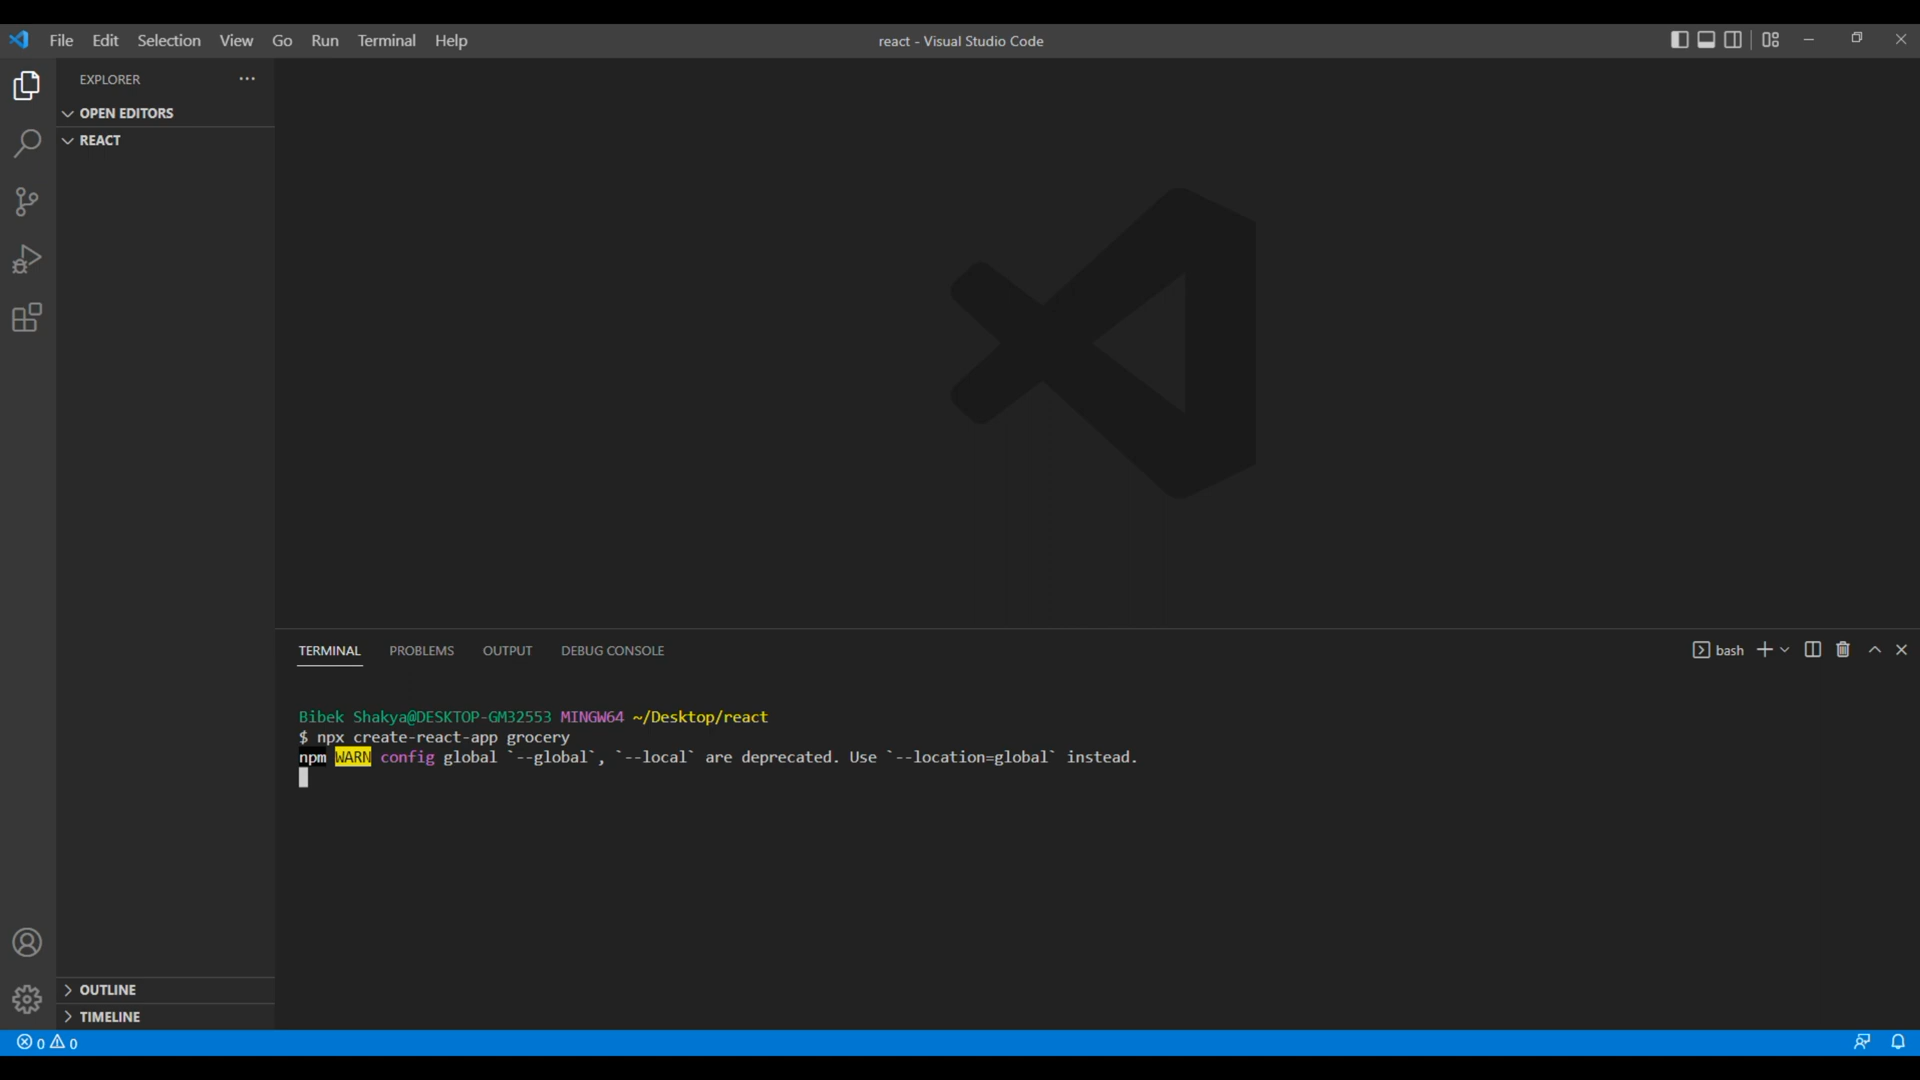 File Edit Selection View Go Run Terminal Help
react - Visual Studio Code
EXPLORER
OPEN EDITORS
REACT
TERMINAL PROBLEMS OUTPUT DEBUG CONSOLE
bash
Bibek Shakya@DESKTOP-GM32553 MINGW64 ~/Desktop/react
$ npx create-react-app grocery
npm WARN config global `--global`, `--local` are deprecated. Use `--location=global` instead.
OUTLINE
TIMELINE
0 0